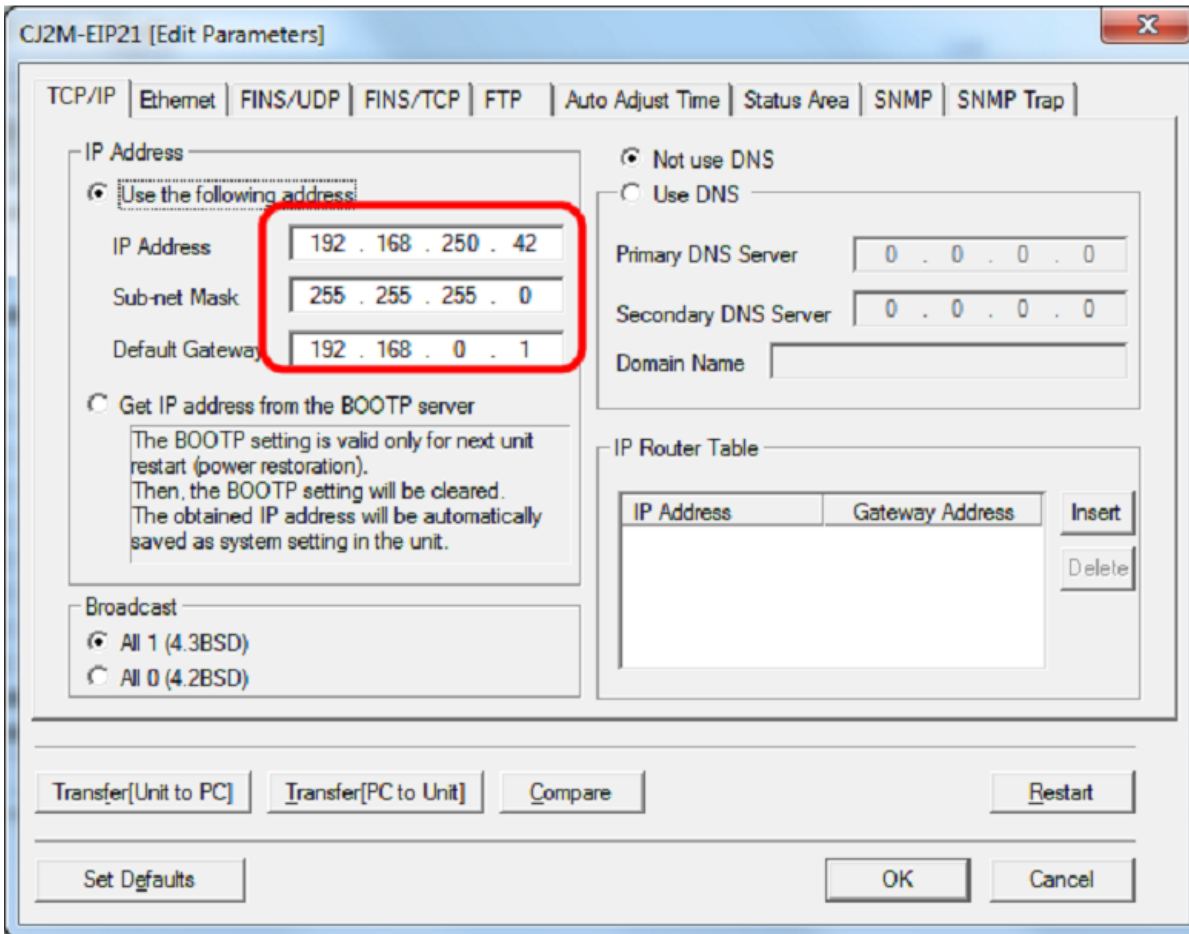 CJ2M-EIP21 [Edit Parameters]
TCP/IP Ethernet FINS/UDP FINS/TCP FTP Auto Adjust Time Status Area SNMP SNMP Trap
IP Address
Use the following address
IP Address 192 . 168 . 250 . 42
Sub-net Mask 255 . 255 . 255 . 0
Default Gateway 192 . 168 . 0 . 1
Get IP address from the BOOTP server
The BOOTP setting is valid only for next unit
restart (power restoration).
Then, the BOOTP setting will be cleared.
The obtained IP address will be automatically
saved as system setting in the unit.
Broadcast
All 1 (4.3BSD)
All 0 (4.2BSD)
Not use DNS
Use DNS
Primary DNS Server 0 . 0 . 0 . 0
Secondary DNS Server 0 . 0 . 0 . 0
Domain Name
IP Router Table
IP Address Gateway Address
Insert
Delete
Transfer[Unit to PC] Transfer[PC to Unit] Compare Restart
Set Defaults OK Cancel